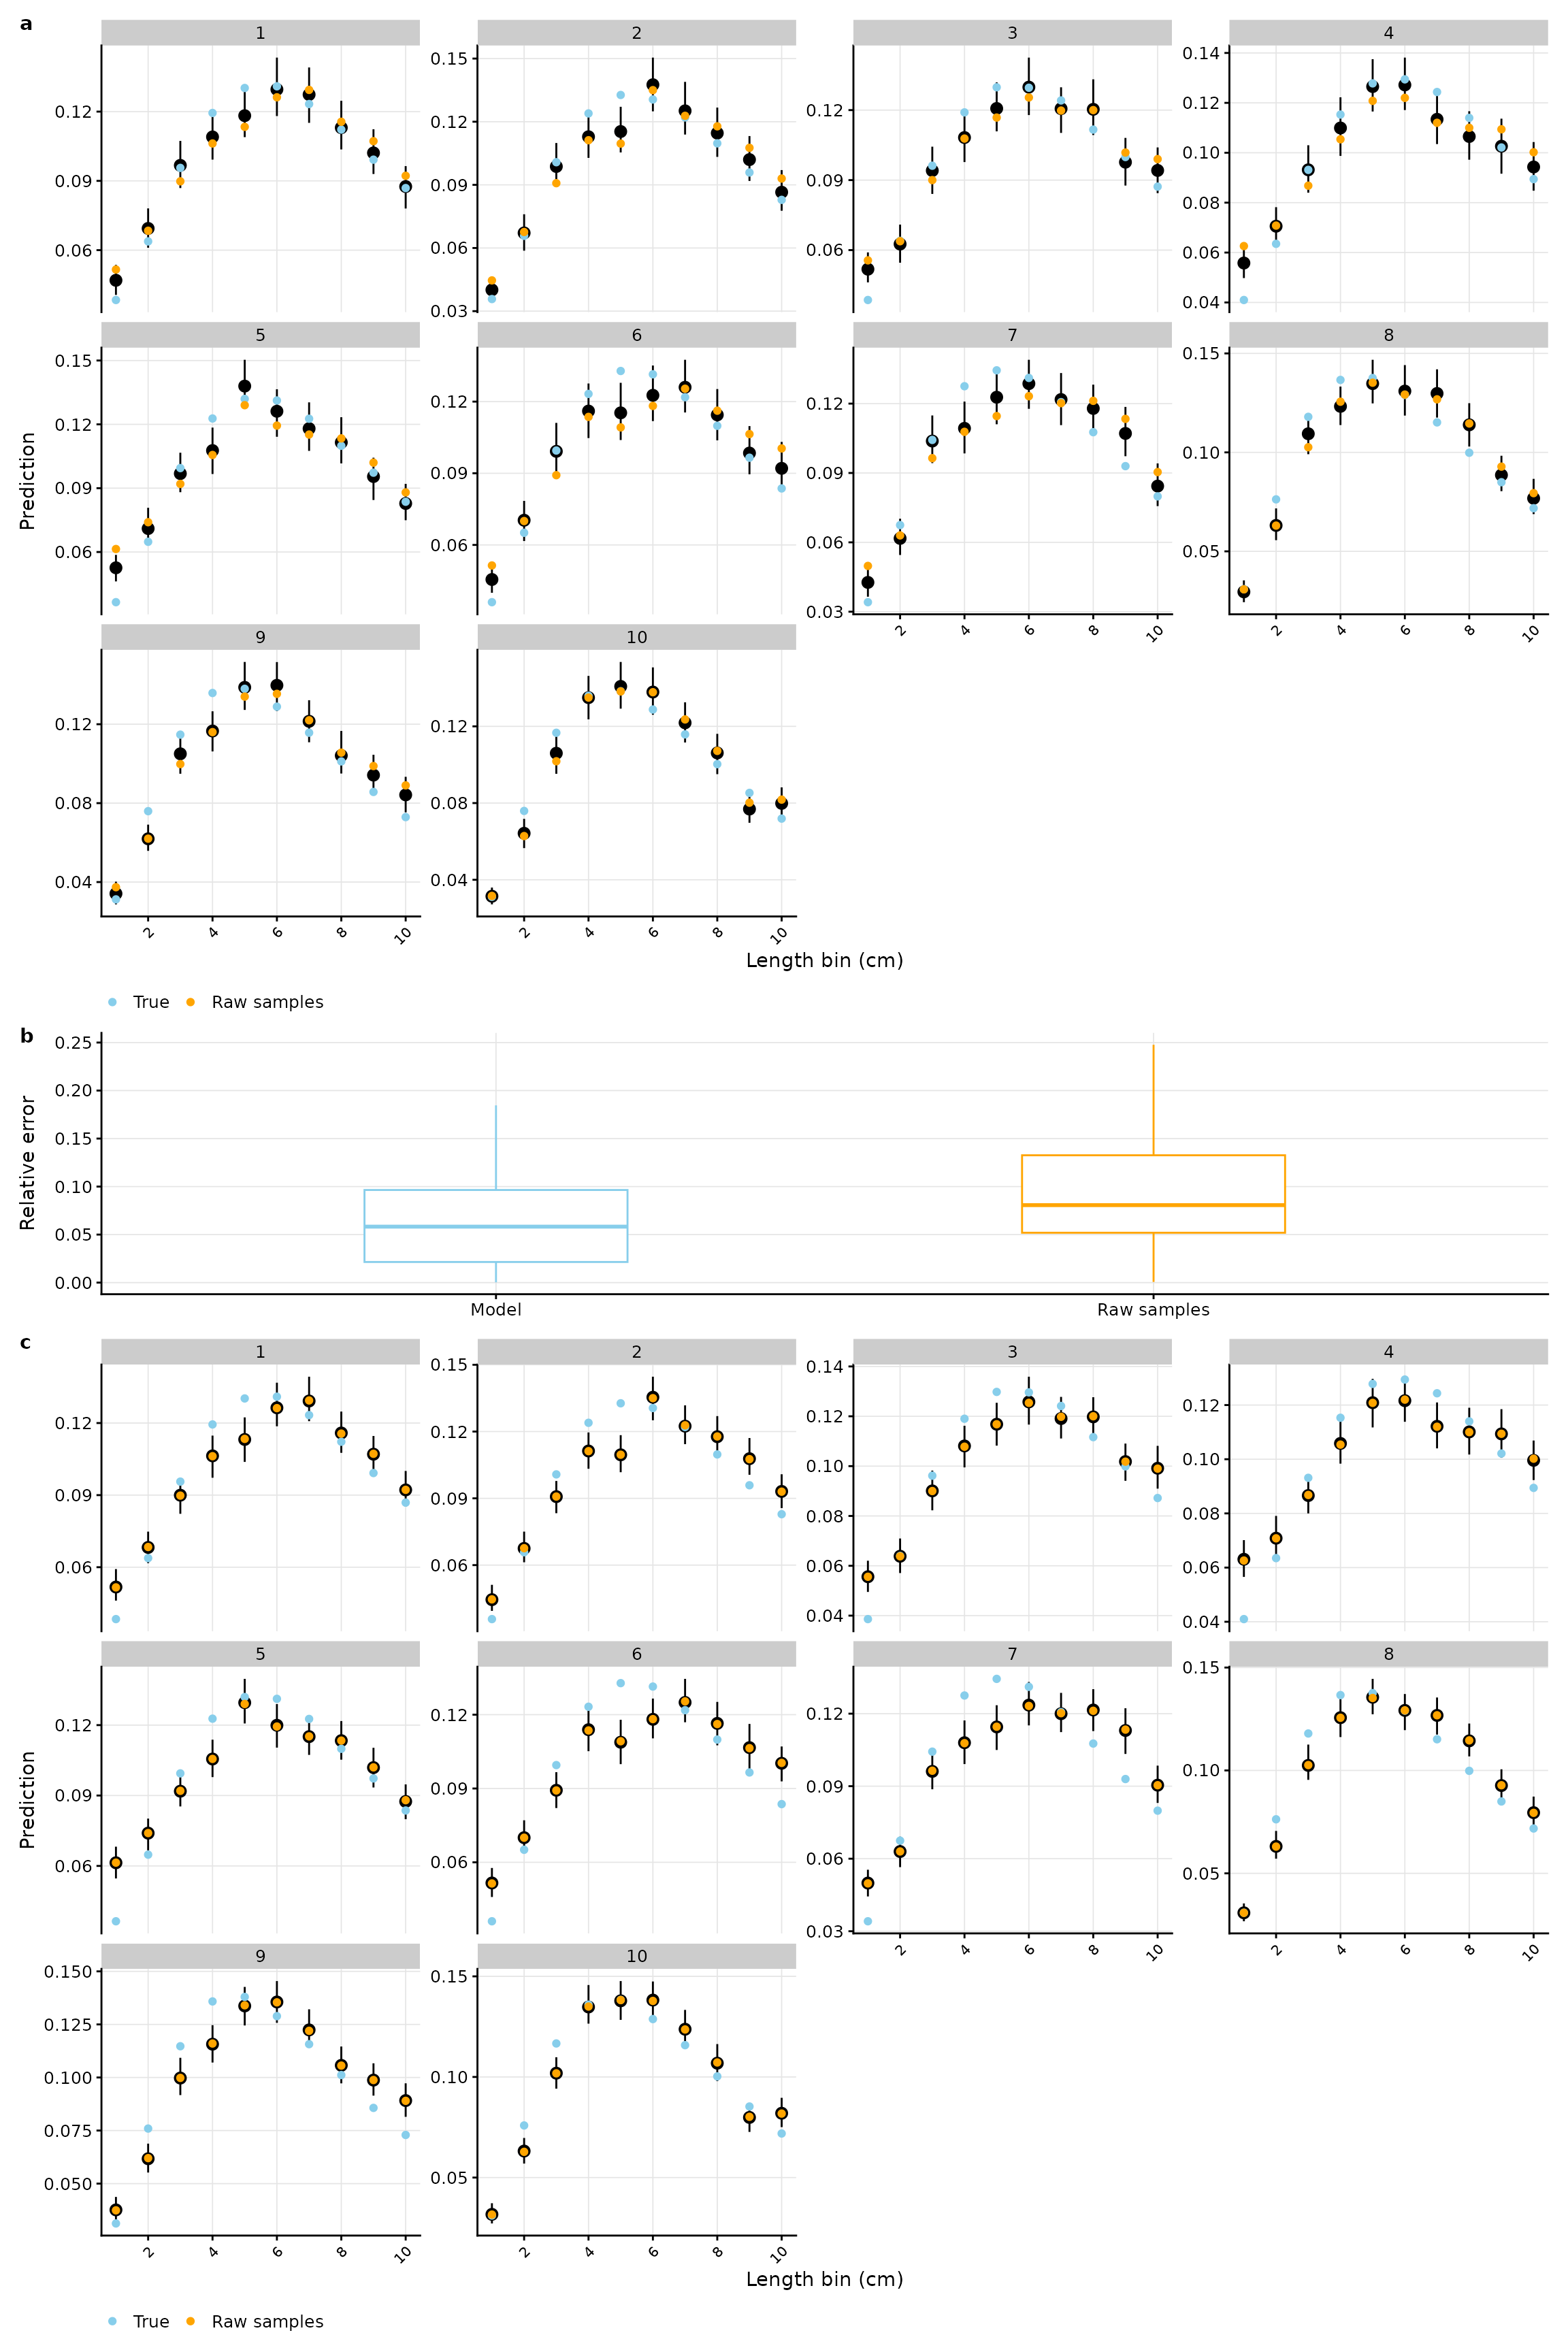 a
1 2 3 4
0.12 0.09 0.06
0.15 0.12 0.09 0.06 0.03
0.12 0.09 0.06
0.14 0.12 0.10 0.08 0.06 0.04
5 6 7 8
Prediction
0.15 0.12 0.09 0.06
0.12 0.09 0.06
0.12 0.09 0.06 0.03
0.15 0.10 0.05
2 4 6 8 10 2 4 6 8 10
9 10
0.12 0.08 0.04
0.12 0.08 0.04
2 4 6 8 10 2 4 6 8 10
Length bin (cm)
True Raw samples
b
Relative error
0.25
0.20
0.15
0.10
0.05
0.00
Model Raw samples
c
1 2 3 4
0.12 0.09 0.06
0.15 0.12 0.09 0.06
0.14 0.12 0.10 0.08 0.06 0.04
0.12 0.10 0.08 0.06 0.04
5 6 7 8
Prediction
0.12 0.09 0.06
0.12 0.09 0.06
0.12 0.09 0.06 0.03
0.15 0.10 0.05
2 4 6 8 10 2 4 6 8 10
9 10
0.150 0.125 0.100 0.075 0.050
0.15 0.10 0.05
2 4 6 8 10 2 4 6 8 10
Length bin (cm)
True Raw samples